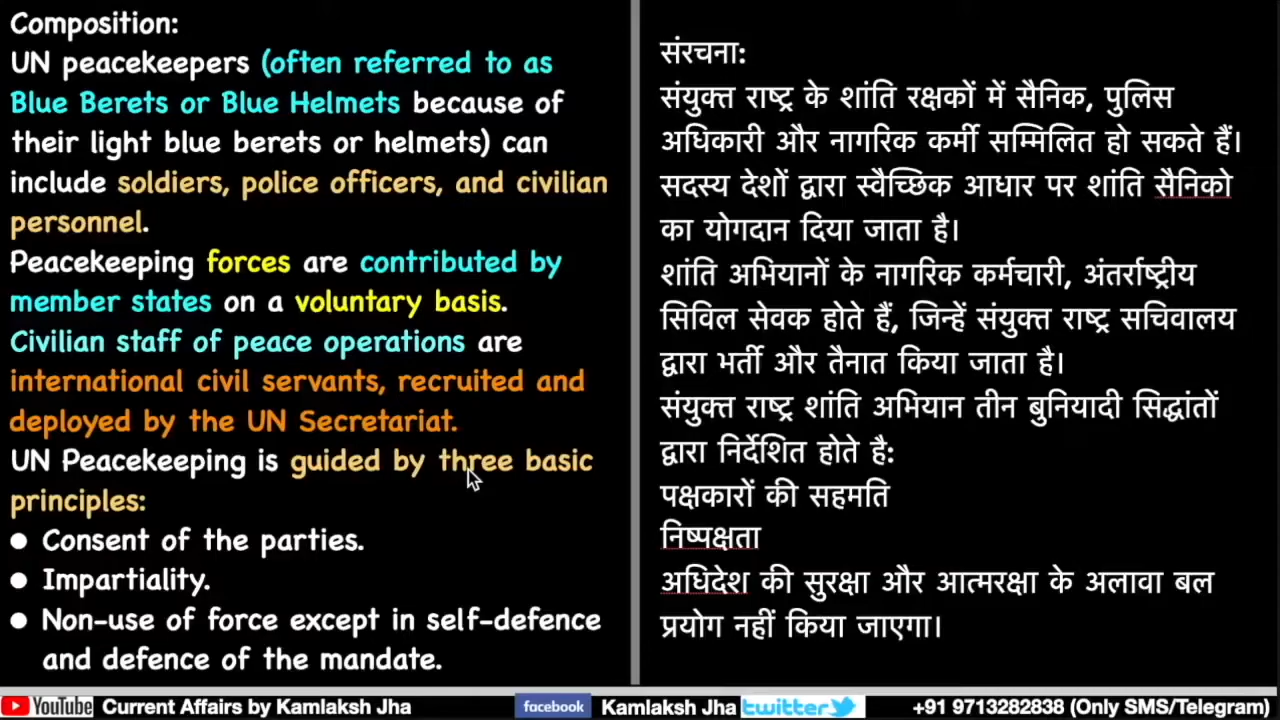 Composition:
UN peacekeepers (often referred to as
Blue Berets or Blue Helmets because of
their light blue berets or helmets) can
include soldiers, police officers, and civilian
personnel.
Peacekeeping forces are contributed by
member states on a voluntary basis.
Civilian staff of peace operations are
international civil servants, recruited and
deployed by the UN Secretariat.
UN Peacekeeping is guided by three basic
principles:
● Consent of the parties.
● Impartiality.
● Non-use of force except in self-defence
and defence of the mandate.
संरचना:
संयुक्त राष्ट्र के शांति रक्षकों में सैनिक, पुलिस
अधिकारी और नागरिक कर्मी सम्मिलित हो सकते हैं।
सदस्य देशों द्वारा स्वैच्छिक आधार पर शांति सैनिको
का योगदान दिया जाता है।
शांति अभियानों के नागरिक कर्मचारी, अंतर्राष्ट्रीय
सिविल सेवक होते हैं, जिन्हें संयुक्त राष्ट्र सचिवालय
द्वारा भर्ती और तैनात किया जाता है।
संयुक्त राष्ट्र शांति अभियान तीन बुनियादी सिद्धांतों
द्वारा निर्देशित होते है:
पक्षकारों की सहमति
निष्पक्षता
अधिदेश की सुरक्षा और आत्मरक्षा के अलावा बल
प्रयोग नहीं किया जाएगा।
YouTube Current Affairs by Kamlaksh Jha facebook Kamlaksh Jha twitter +91 9713282838 (Only SMS/Telegram)